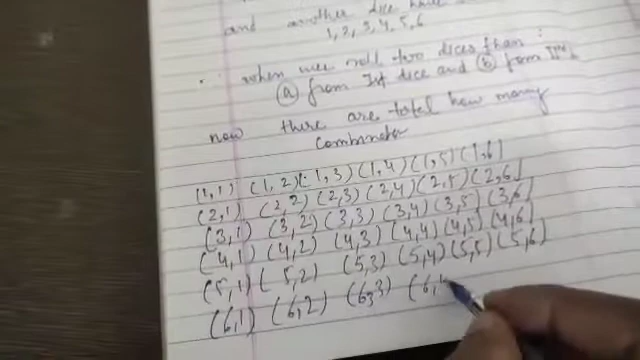 and another dice have
1, 2, 3, 4, 5, 6
when we roll two dices than :
(a) from Ist dice and (b) from IInd
now there are total how many
(1,1) (1,2) (1,3) (1,4) (1,5) (1,6)
(2,1) (2,2) (2,3) (2,4) (2,5) (2,6)
(3,1) (3,2) (3,3) (3,4) (3,5) (3,6)
(4,1) (4,2) (4,3) (4,4) (4,5) (4,6)
(5,1) (5,2) (5,3) (5,4) (5,5) (5,6)
(6,1) (6,2) (6,3) (6,